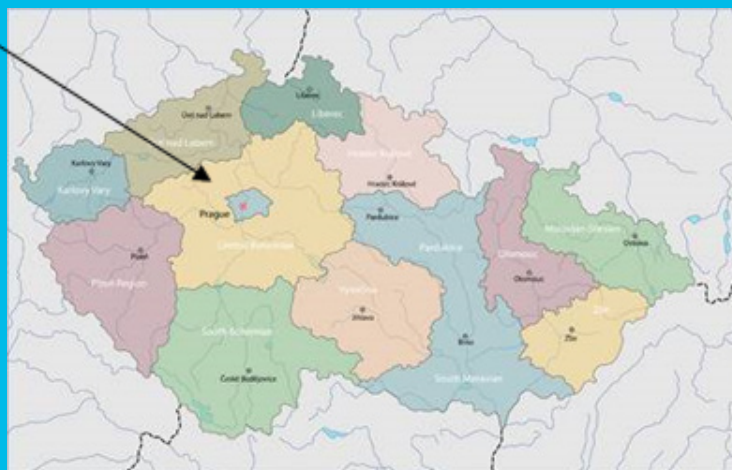 Liberec
Liberec
Ústí nad Labem
Ústí nad Labem
Hradec Králové
Karlovy Vary
Karlovy Vary
Hradec Králové
Prague
Pardubice
Central Bohemian
Pardubice
Moravian-Silesian
Ostrava
Plzeň
Olomouc
Plzeň Region
Olomouc
Vysočina
Jihlava
Zlín
Zlín
South Bohemian
Brno
České Budějovice
South Moravian